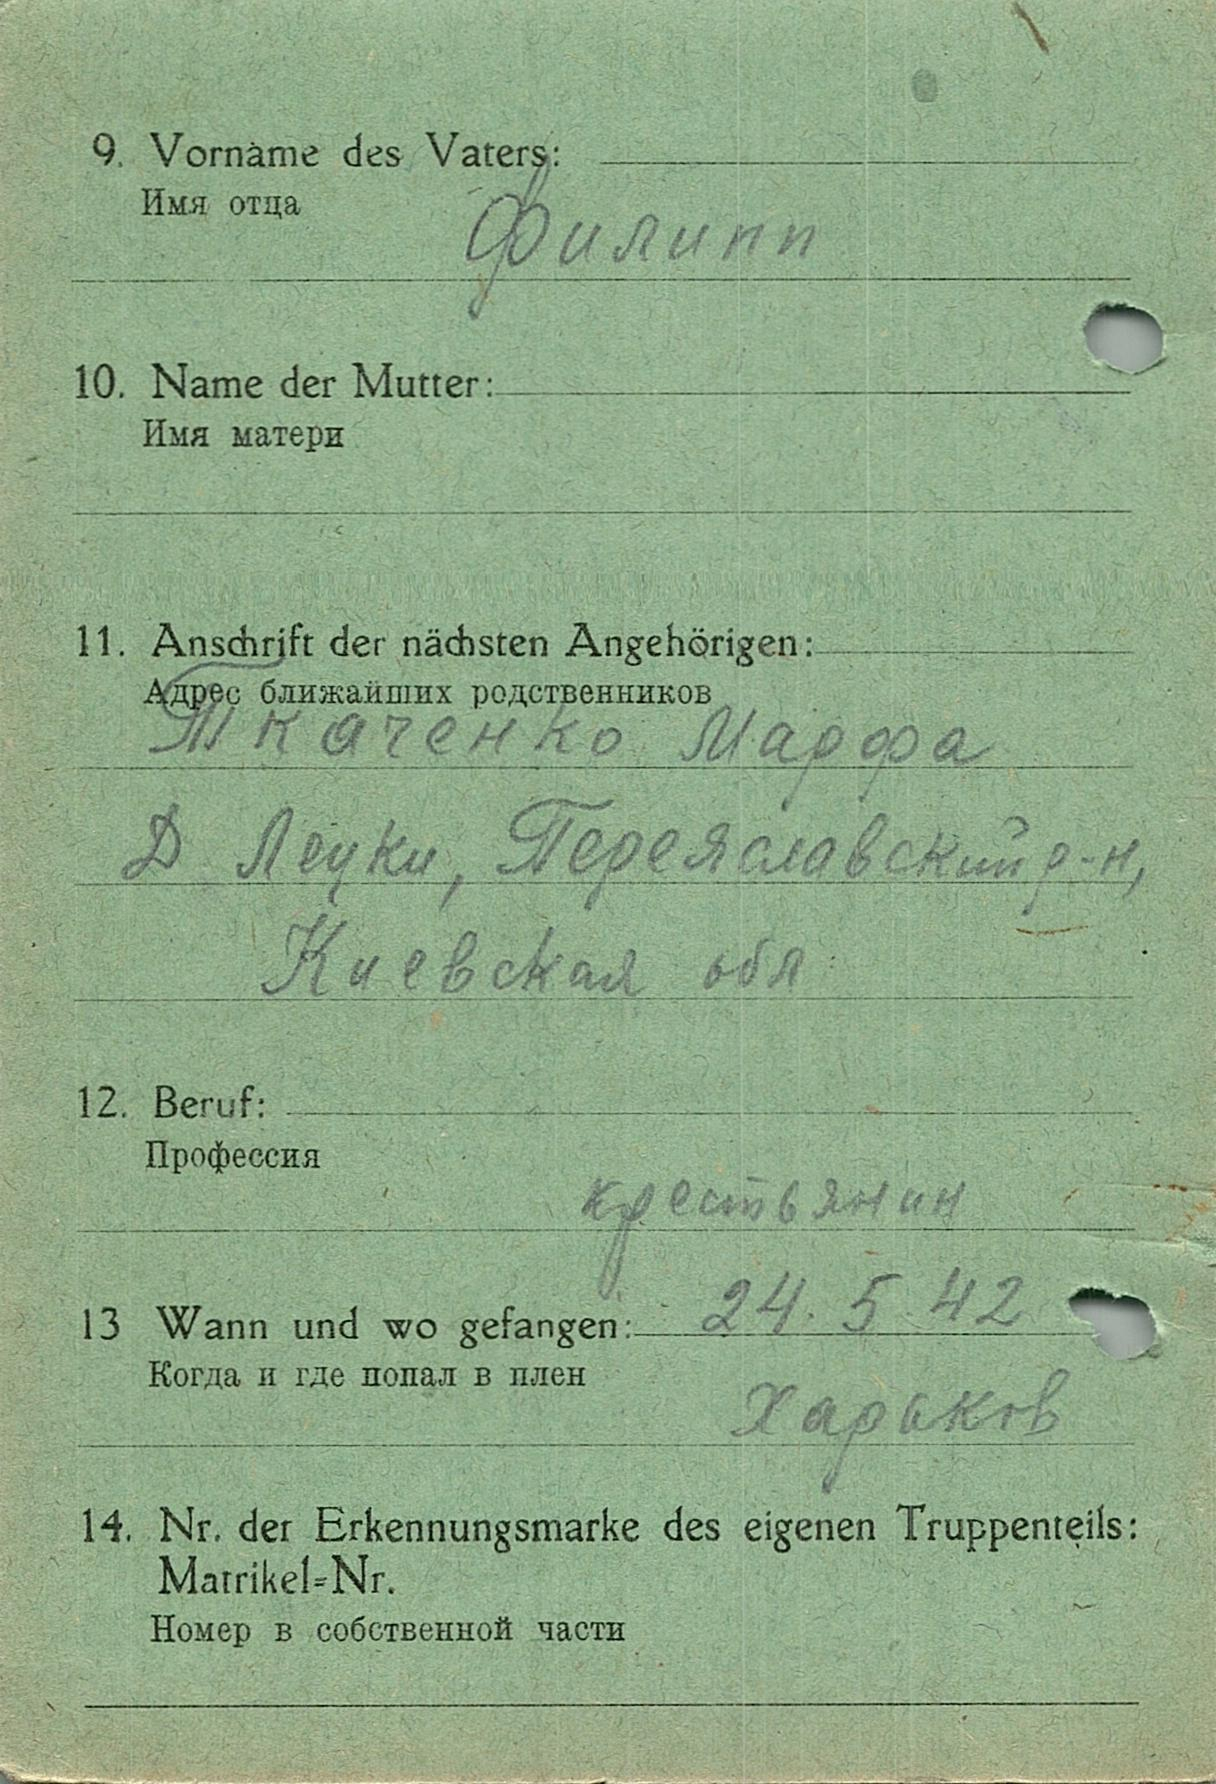 9. Vorname des Vaters:
Имя отца
Филипп
10. Name der Mutter:
Имя матери
11. Anschrift der nächsten Angehörigen:
Адрес ближайших родственников
Ткаченко Марфа
Д Лецки, Переяславский р-н,
Киевская обл
12. Beruf:
Профессия
крестьянин
13 Wann und wo gefangen: 24. 5. 42
Когда и где попал в плен
Харьков
14. Nr. der Erkennungsmarke des eigenen Truppenteils:
Matrikel-Nr.
Номер в собственной части